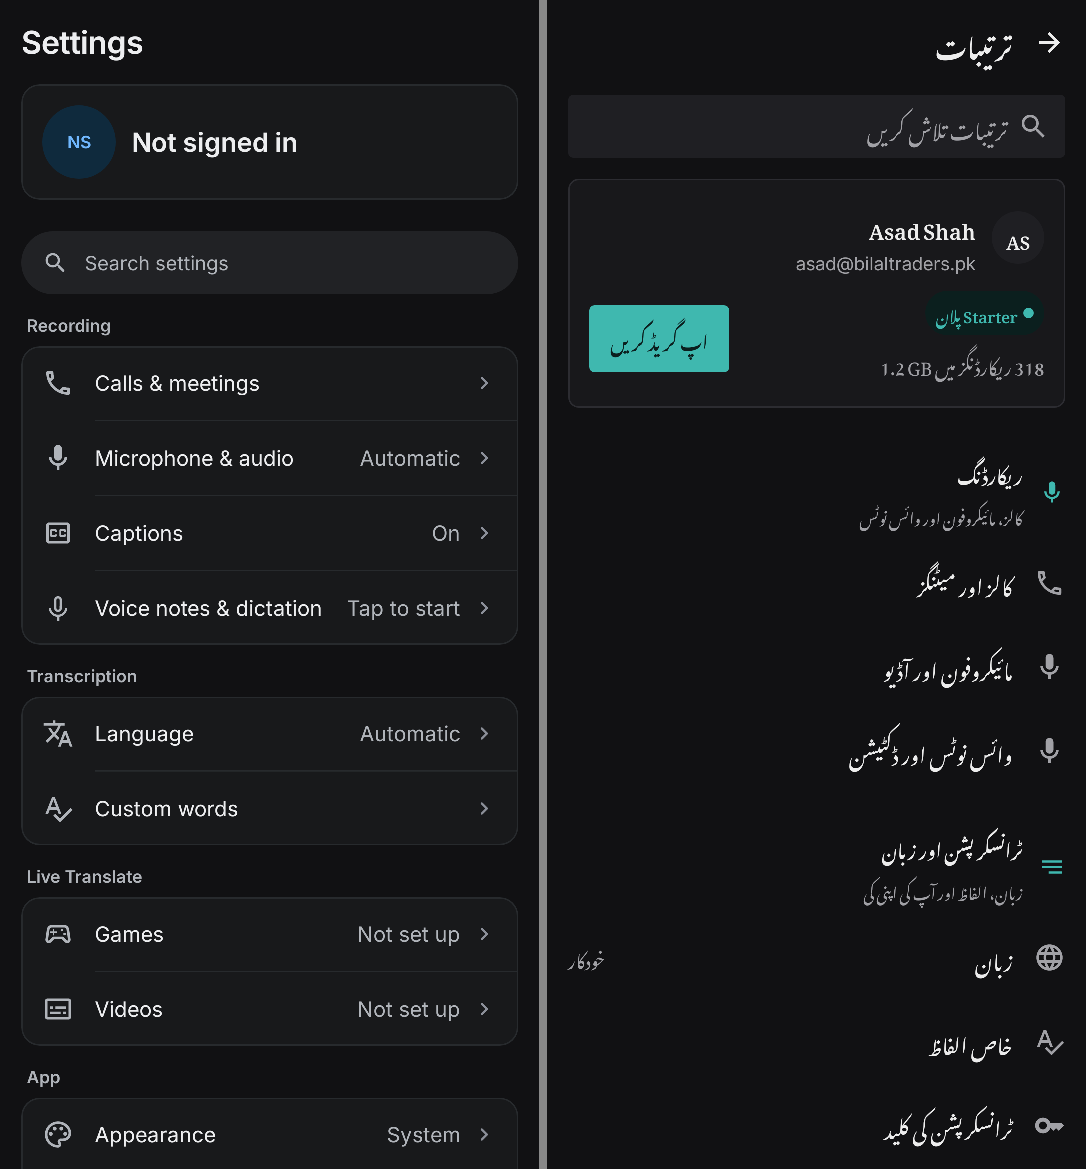 Settings
NS
Not signed in
Search settings
Recording
Calls & meetings
Microphone & audio Automatic
Captions On
Voice notes & dictation Tap to start
Transcription
Language Automatic
Custom words
Live Translate
Games Not set up
Videos Not set up
App
Appearance System
ترتیبات
ترتیبات تلاش کریں
AS
Asad Shah
asad@bilaltraders.pk
Starter پلان
اپ گریڈ کریں
318 ریکارڈنگز میں 1.2 GB
ریکارڈنگ
کالز، مائیکروفون اور وائس نوٹس
کالز اور میٹنگز
مائیکروفون اور آڈیو
وائس نوٹس اور ڈکٹیشن
ٹرانسکرپشن اور زبان
زبان، الفاظ اور آپ کی اپنی کی
زبان خودکار
خاص الفاظ
ٹرانسکرپشن کی کلید